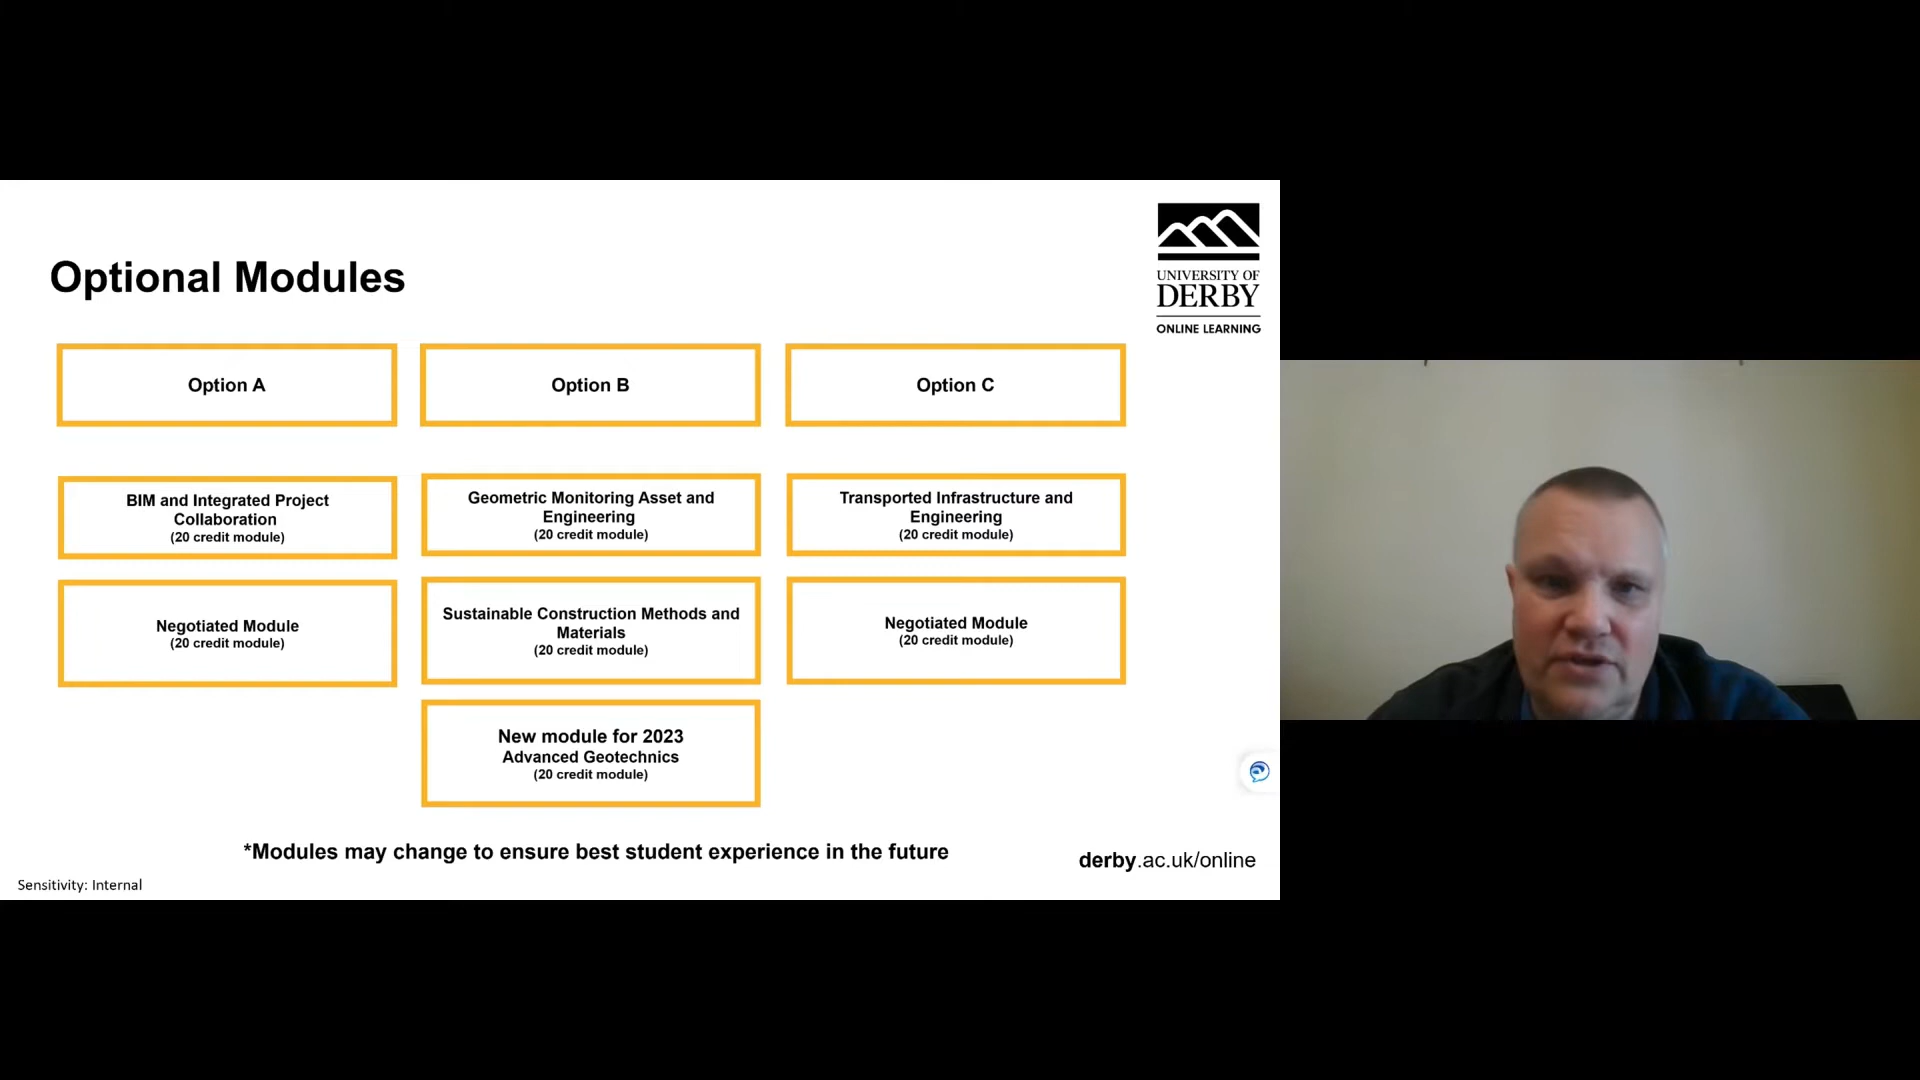 UNIVERSITY OF
DERBY
ONLINE LEARNING
Optional Modules
Option A
Option B
Option C
BIM and Integrated Project
Collaboration
(20 credit module)
Geometric Monitoring Asset and
Engineering
(20 credit module)
Transported Infrastructure and
Engineering
(20 credit module)
Negotiated Module
(20 credit module)
Sustainable Construction Methods and
Materials
(20 credit module)
Negotiated Module
(20 credit module)
New module for 2023
Advanced Geotechnics
(20 credit module)
*Modules may change to ensure best student experience in the future
derby.ac.uk/online
Sensitivity: Internal